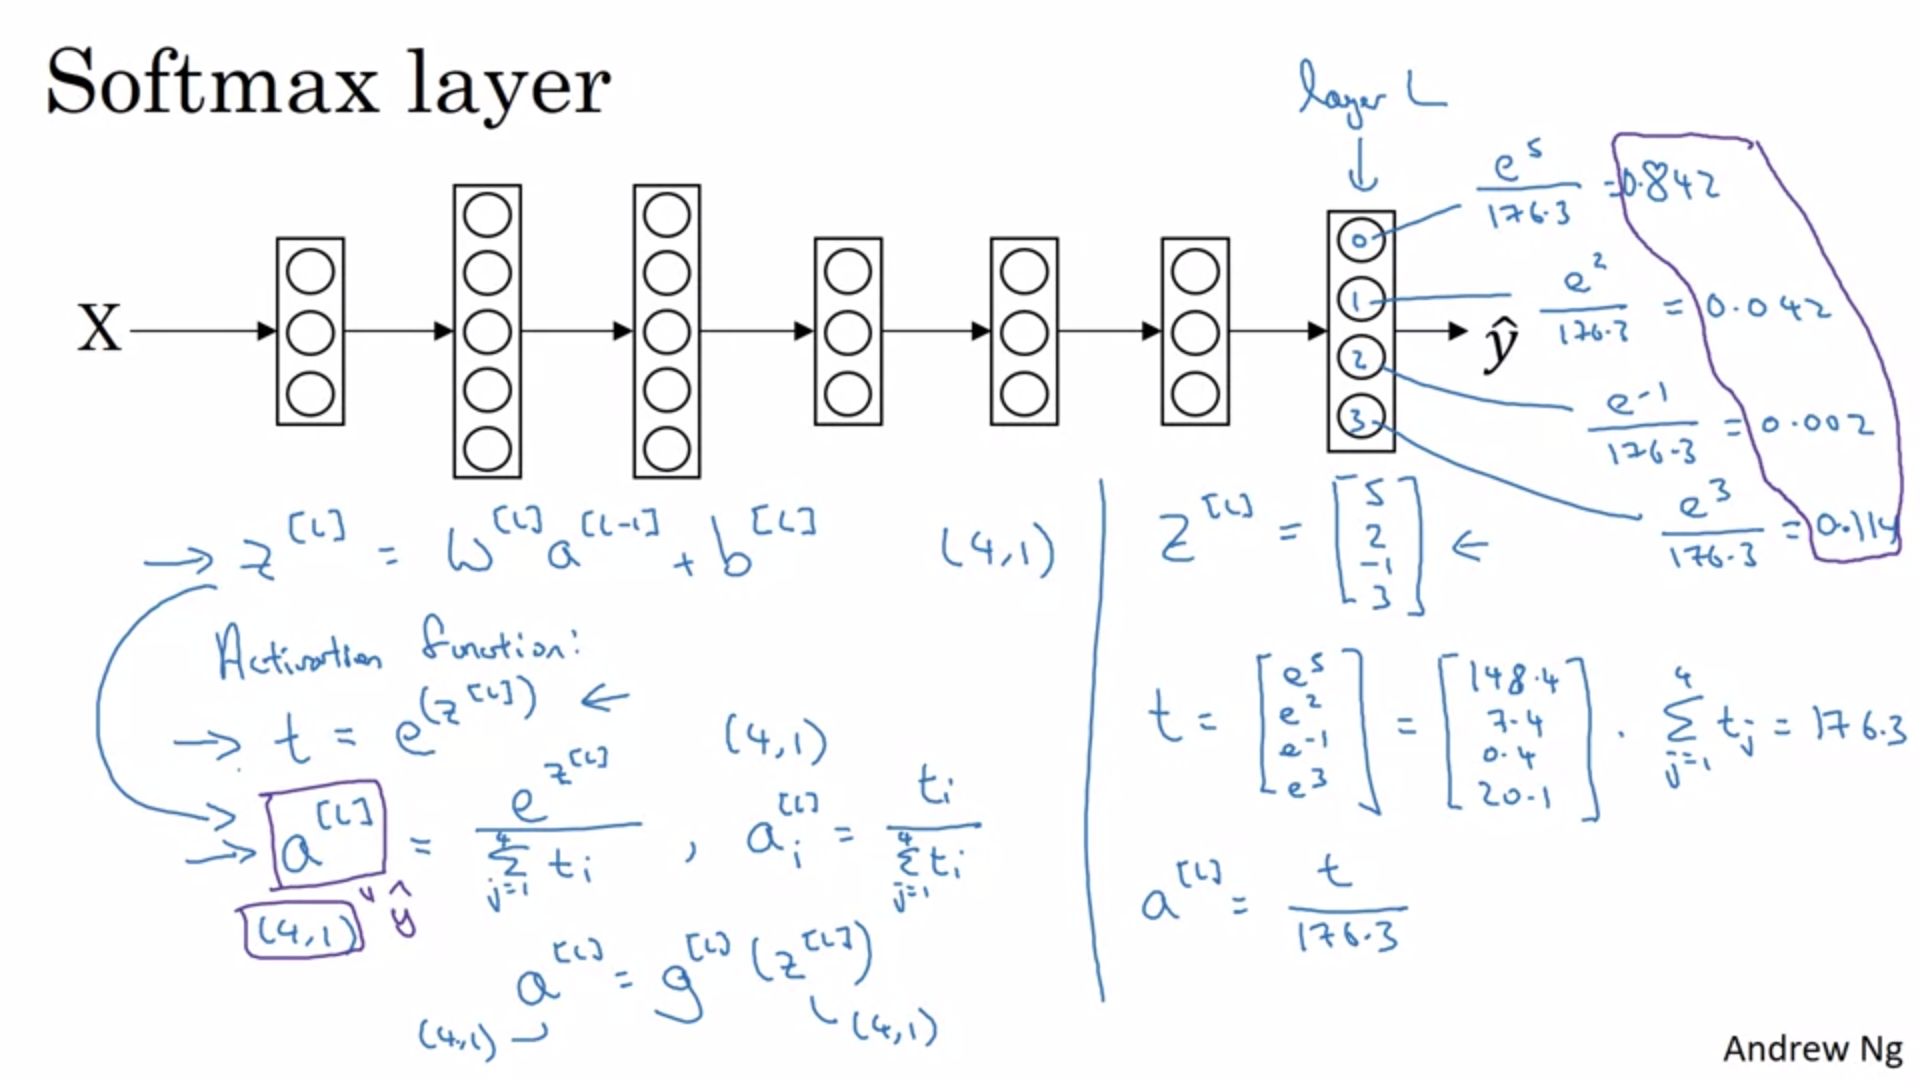 Softmax layer
layer L
X
ŷ
0
1
2
3
e^5 / 176.3 = 0.842
e^2 / 176.3 = 0.042
e^-1 / 176.3 = 0.002
e^3 / 176.3 = 0.114
→ z^[L] = W^[L] a^[L-1] + b^[L] (4,1)
Activation function:
→ t = e^(z^[L]) ← (4,1)
→ a^[L] = e^z^[L] / Σ_{j=1}^{4} t_i , a_i^[L] = t_i / Σ_{j=1}^{4} t_i
(4,1) ŷ
a^[L] = g^[L] (z^[L])
(4,1) (4,1)
z^[L] = [5 2 -1 3] ←
t = [e^5 e^2 e^-1 e^3] = [148.4 7.4 0.4 20.1] . Σ_{j=1}^{4} t_j = 176.3
a^[L] = t / 176.3
Andrew Ng